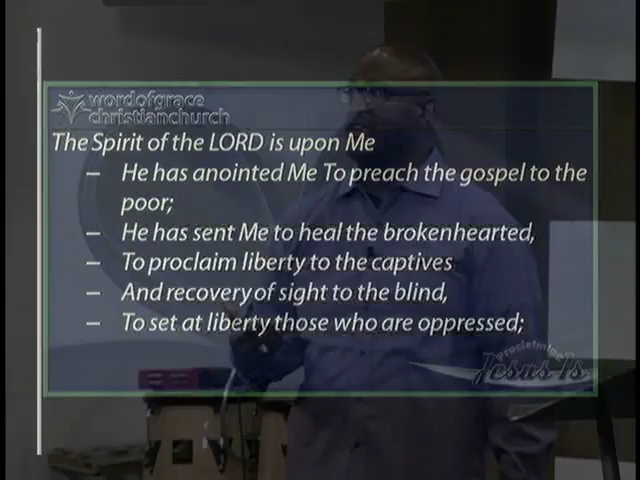 wordofgrace
christianchurch
The Spirit of the LORD is upon Me
– He has anointed Me To preach the gospel to the
poor;
– He has sent Me to heal the brokenhearted,
– To proclaim liberty to the captives
– And recovery of sight to the blind,
– To set at liberty those who are oppressed;
proclaiming
Jesus Is